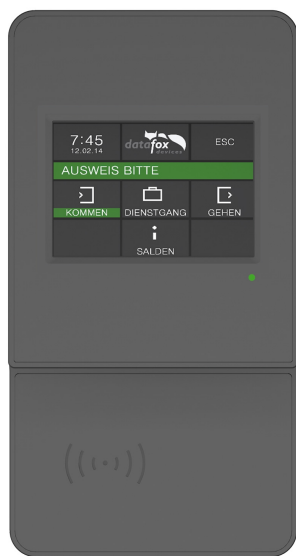 7:45
12.02.14
datafox
devices
ESC
AUSWEIS BITTE
KOMMEN
DIENSTGANG
GEHEN
SALDEN